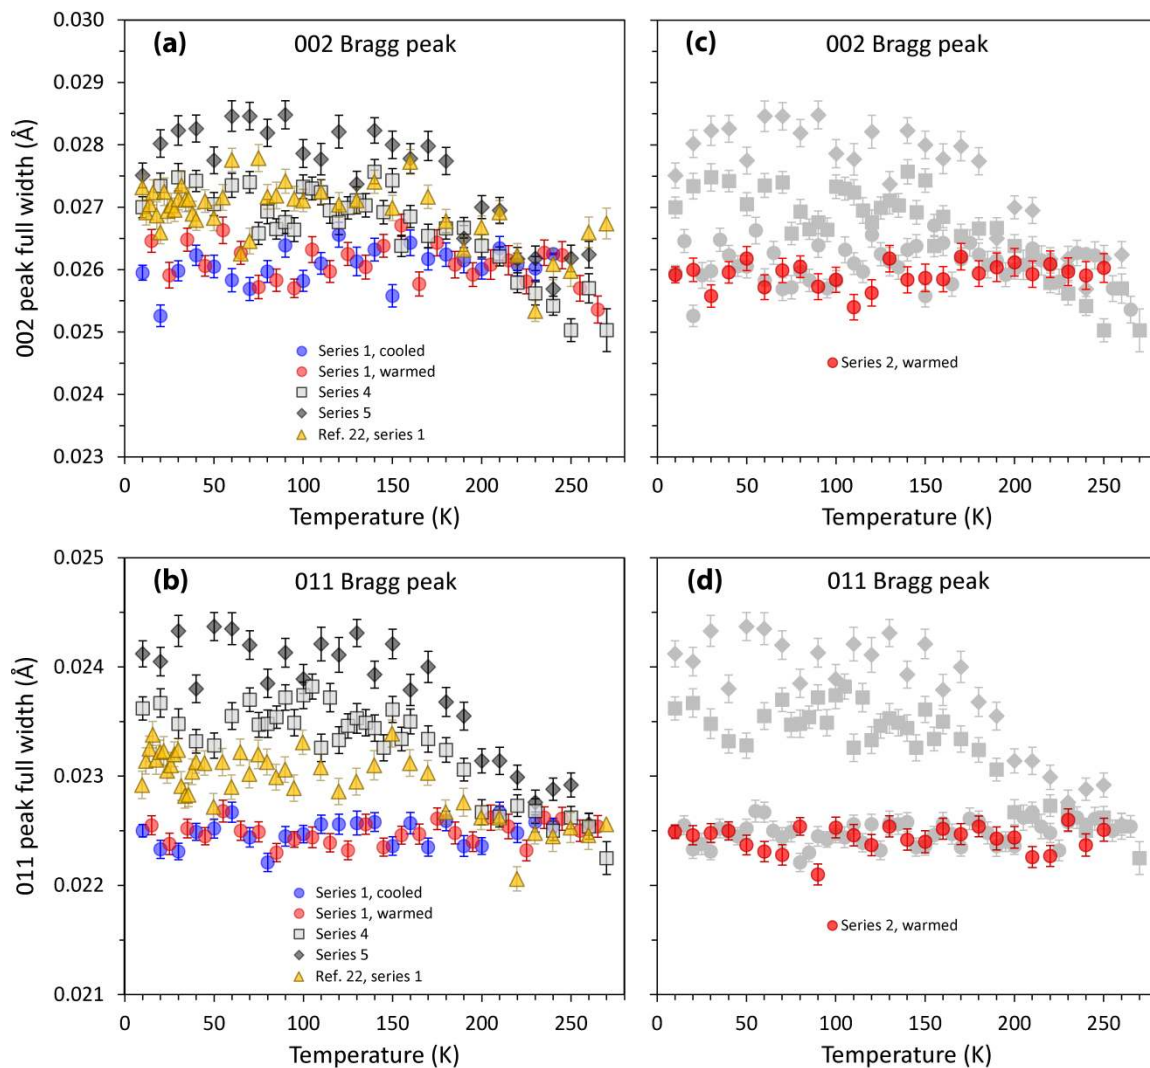 (a) 002 Bragg peak
0.030
0.029
0.028
0.027
0.026
0.025
0.024
0.023
002 peak full width (Å)
Series 1, cooled
Series 1, warmed
Series 4
Series 5
Ref. 22, series 1
0 50 100 150 200 250
Temperature (K)
(c) 002 Bragg peak
Series 2, warmed
0 50 100 150 200 250
Temperature (K)
(b) 011 Bragg peak
0.025
0.024
0.023
0.022
0.021
011 peak full width (Å)
Series 1, cooled
Series 1, warmed
Series 4
Series 5
Ref. 22, series 1
0 50 100 150 200 250
Temperature (K)
(d) 011 Bragg peak
Series 2, warmed
0 50 100 150 200 250
Temperature (K)